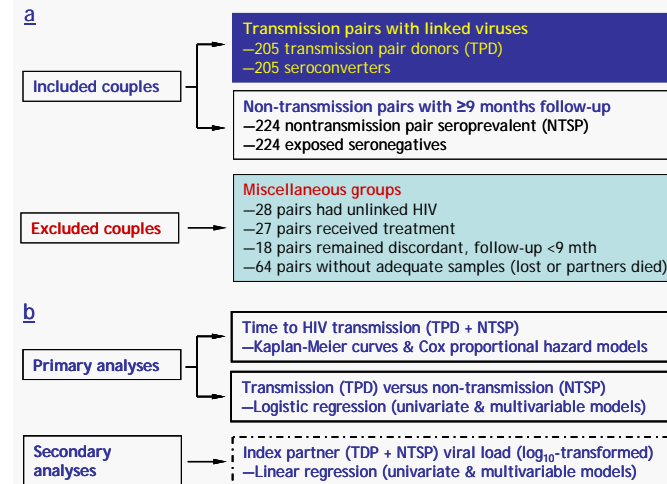 a
Transmission pairs with linked viruses
—205 transmission pair donors (TPD)
—205 seroconverters
Included couples
Non-transmission pairs with ≥9 months follow-up
—224 nontransmission pair seroprevalent (NTSP)
—224 exposed seronegatives
Miscellaneous groups
—28 pairs had unlinked HIV
Excluded couples
—27 pairs received treatment
—18 pairs remained discordant, follow-up <9 mth
—64 pairs without adequate samples (lost or partners died)
b
Time to HIV transmission (TPD + NTSP)
—Kaplan-Meier curves & Cox proportional hazard models
Primary analyses
Transmission (TPD) versus non-transmission (NTSP)
—Logistic regression (univariate & multivariable models)
Secondary
analyses
Index partner (TDP + NTSP) viral load (log₁₀-transformed)
—Linear regression (univariate & multivariable models)